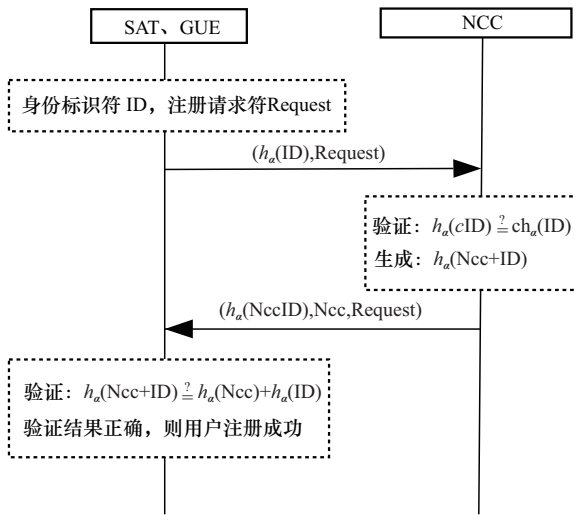 SAT、GUE
NCC
身份标识符 ID，注册请求符Request
(hα(ID),Request)
验证：hα(cID) ≟ chα(ID)
生成：hα(Ncc+ID)
(hα(NccID),Ncc,Request)
验证：hα(Ncc+ID) ≟ hα(Ncc)+hα(ID)
验证结果正确，则用户注册成功